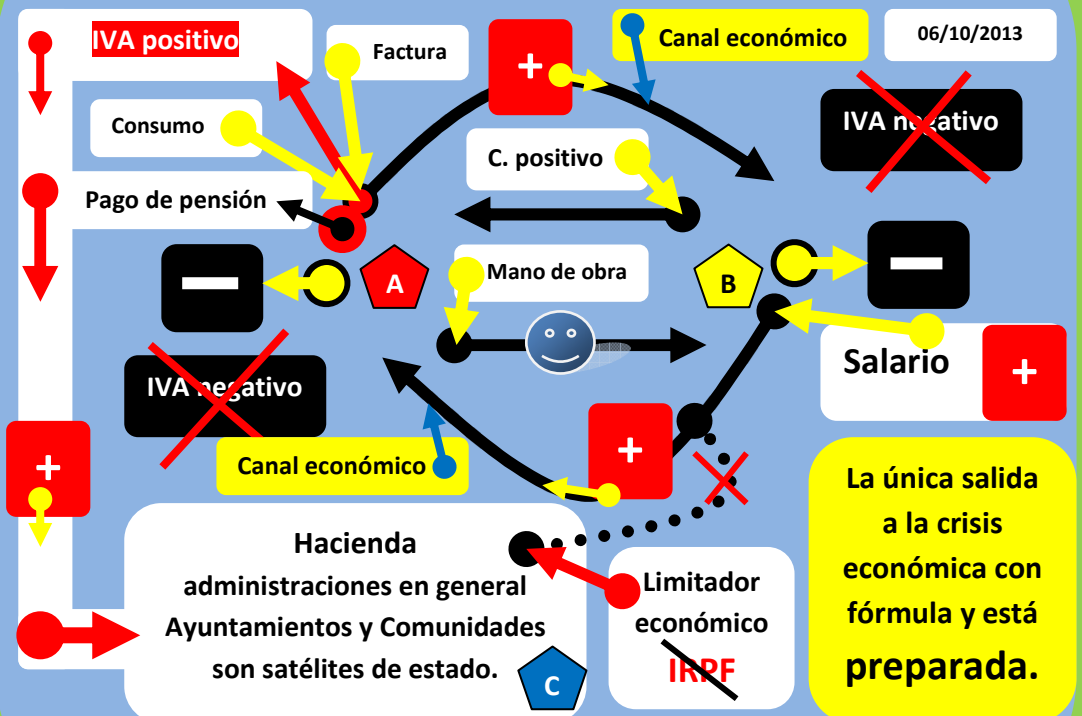 IVA positivo
Factura
+
Canal económico
06/10/2013
Consumo
IVA negativo
C. positivo
Pago de pensión
A
Mano de obra
B
Salario
+
IVA negativo
+
+
Canal económico
La única salida
a la crisis
económica con
fórmula y está
preparada.
Hacienda
administraciones en general
Ayuntamientos y Comunidades
son satélites de estado.
C
Limitador
económico
IRPF